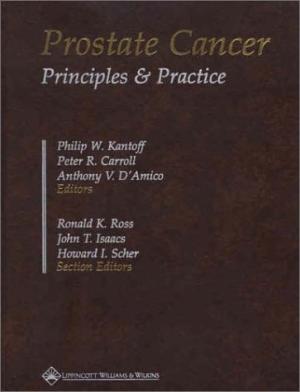 Prostate Cancer
Principles & Practice
Philip W. Kantoff
Peter R. Carroll
Anthony V. D'Amico
Editors
Ronald K. Ross
John T. Isaacs
Howard I. Scher
Section Editors
LIPPINCOTT WILLIAMS & WILKINS